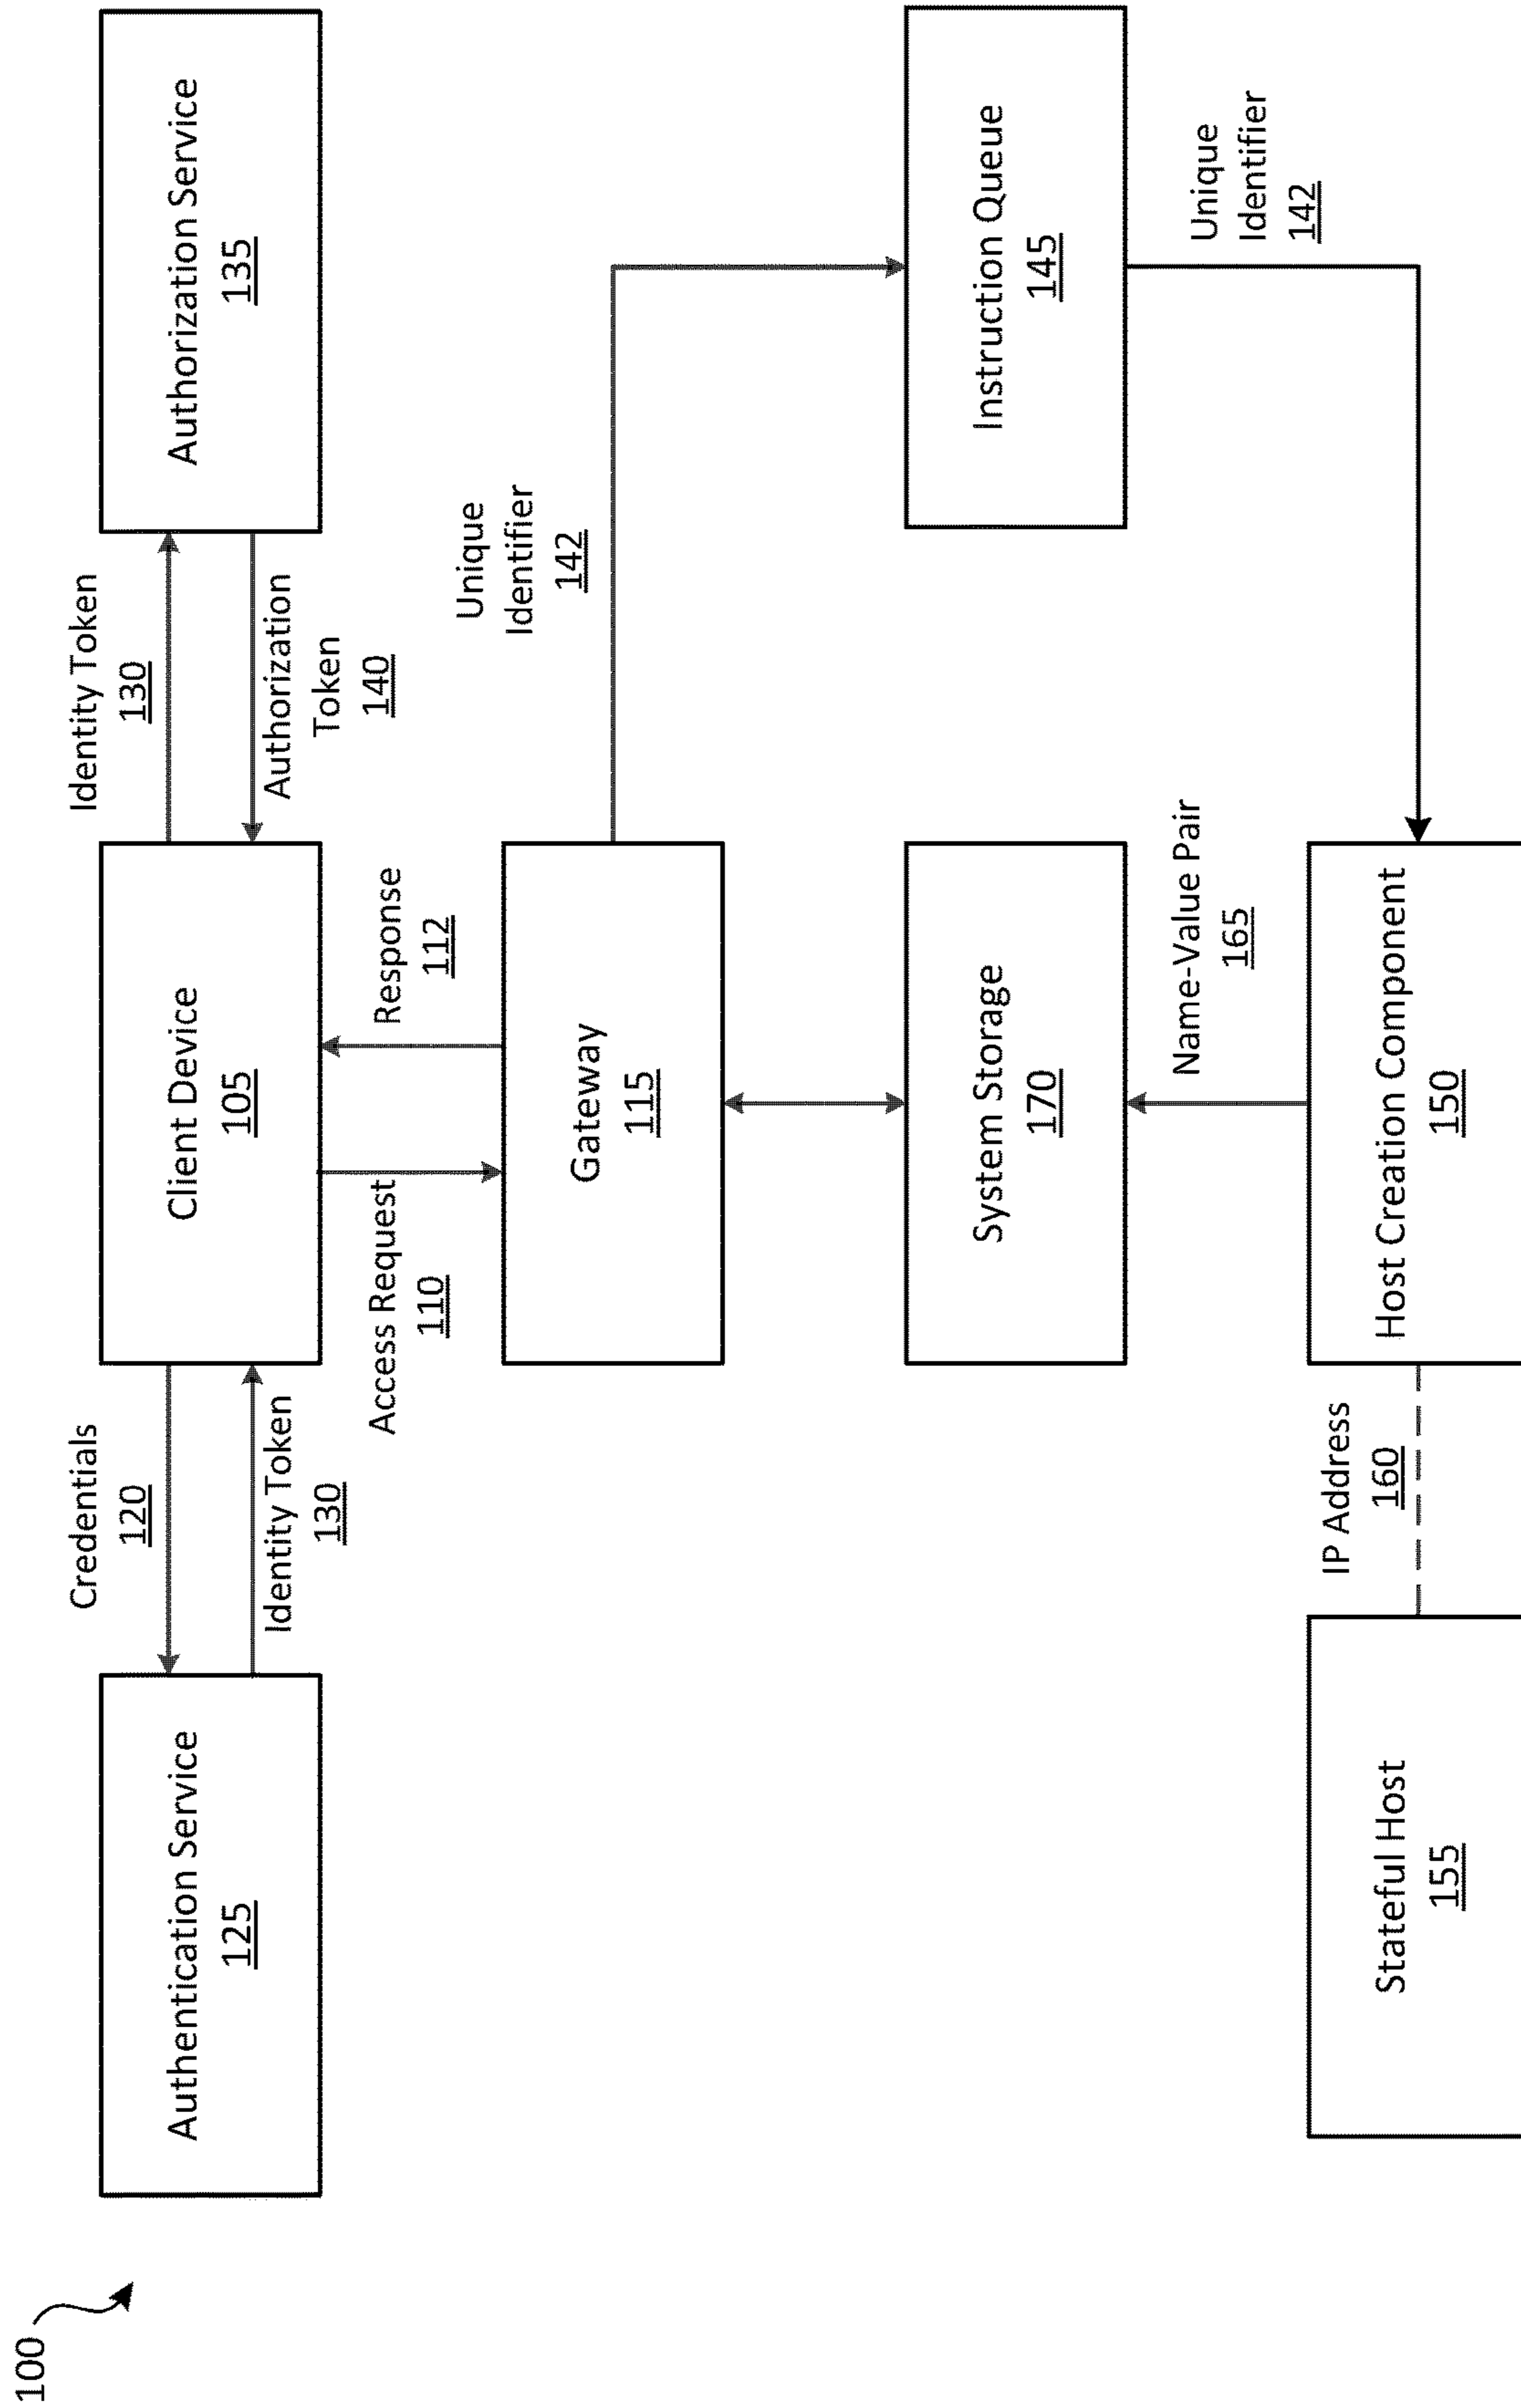 100
Authentication Service
125
Credentials
120
Identity Token
130
Client Device
105
Identity Token
130
Authorization
Token
140
Authorization Service
135
Access Request
110
Response
112
Gateway
115
Unique
Identifier
142
System Storage
170
Instruction Queue
145
Name-Value Pair
165
Unique
Identifier
142
Stateful Host
155
IP Address
160
Host Creation Component
150